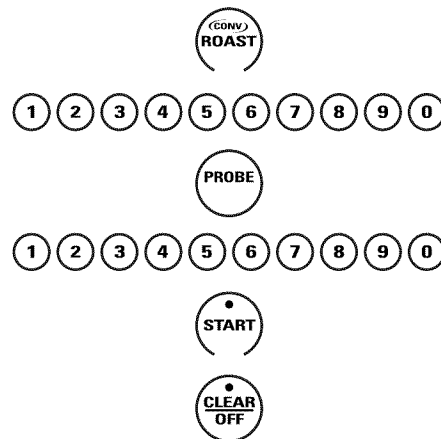 CONV
ROAST
1 2 3 4 5 6 7 8 9 0
PROBE
1 2 3 4 5 6 7 8 9 0
START
CLEAR
OFF